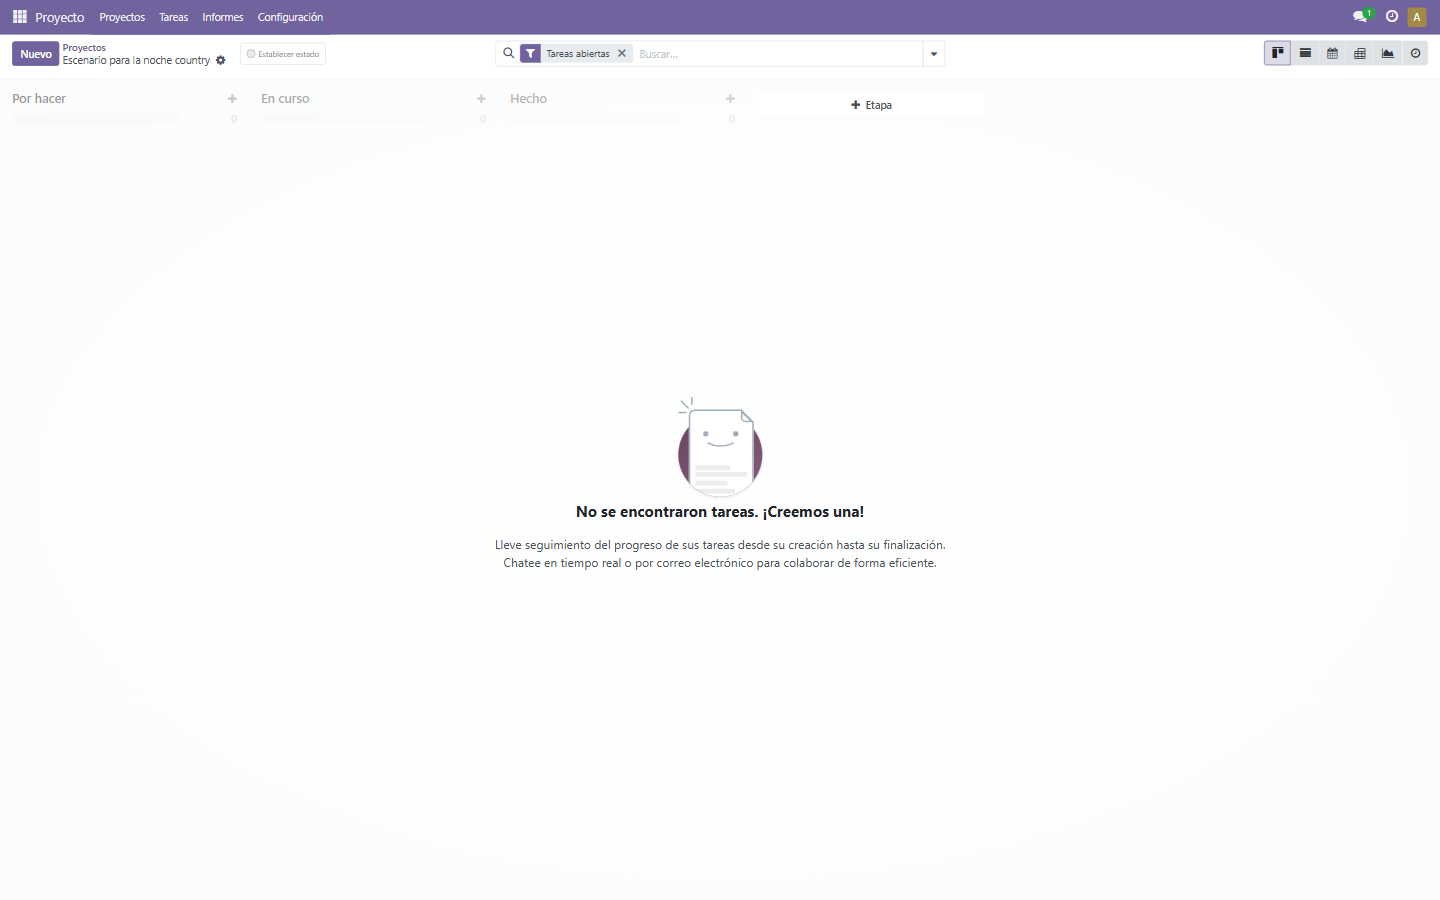 Proyecto
Proyectos
Tareas
Informes
Configuración
1
A
Nuevo
Proyectos
Escenario para la noche country
Establecer estado
Tareas abiertas
Buscar...
Por hacer
0
En curso
0
Hecho
0
Etapa
No se encontraron tareas. ¡Creemos una!
Lleve seguimiento del progreso de sus tareas desde su creación hasta su finalización.
Chatee en tiempo real o por correo electrónico para colaborar de forma eficiente.